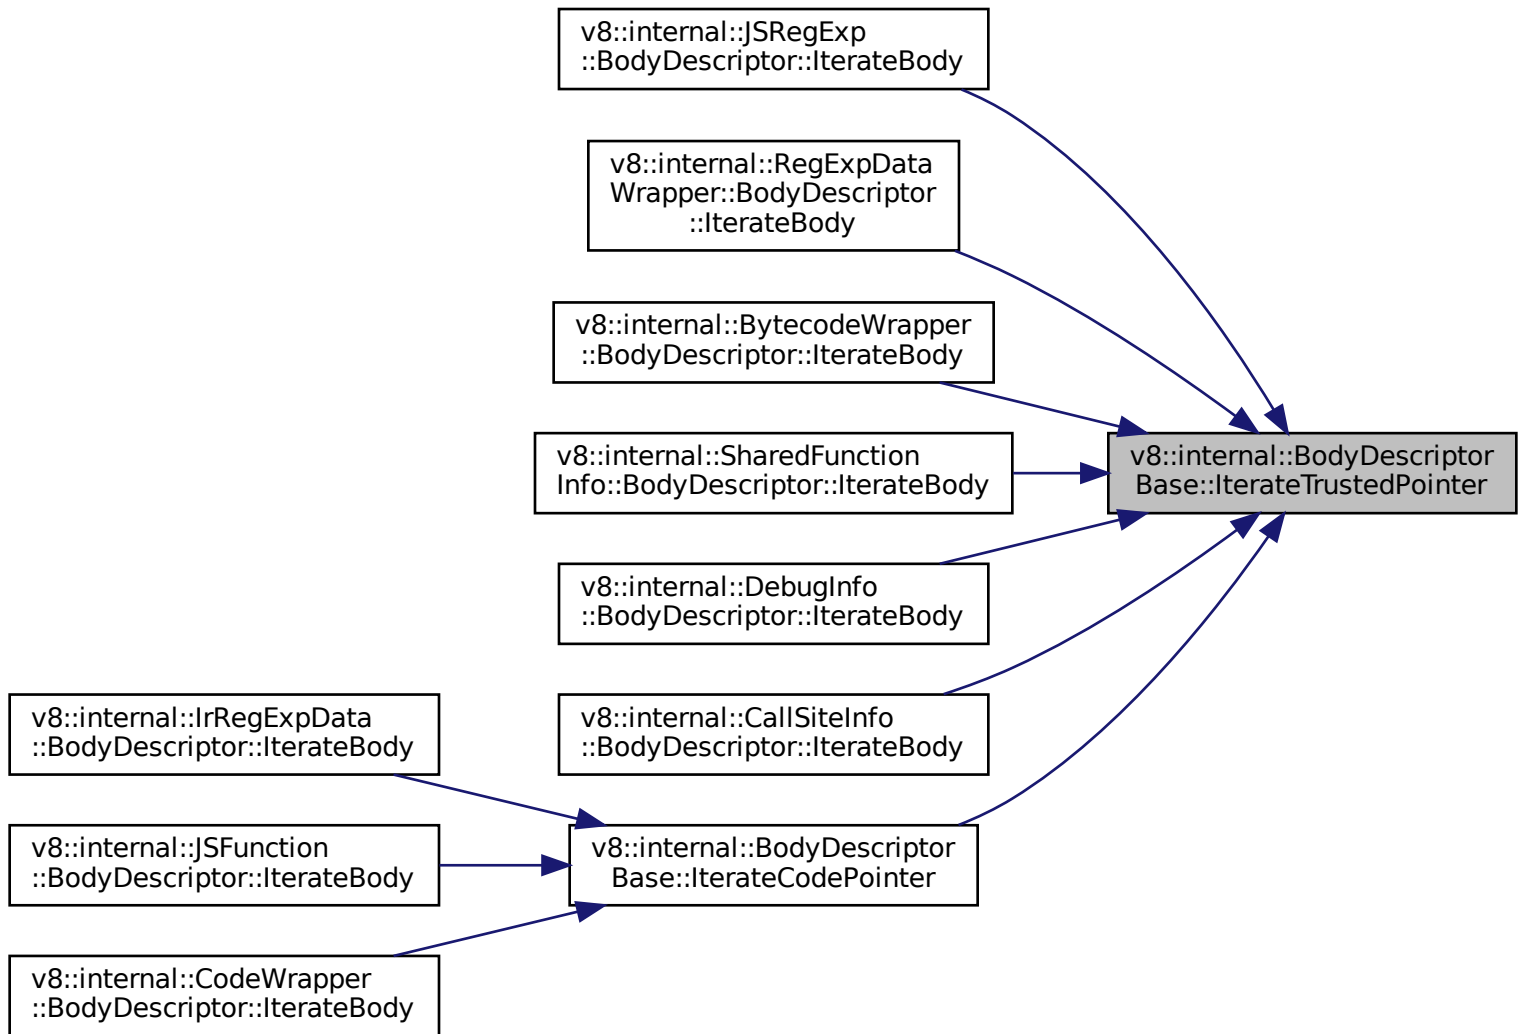 v8::internal::JSRegExp
::BodyDescriptor::IterateBody
v8::internal::RegExpData
Wrapper::BodyDescriptor
::IterateBody
v8::internal::BytecodeWrapper
::BodyDescriptor::IterateBody
v8::internal::SharedFunction
Info::BodyDescriptor::IterateBody
v8::internal::BodyDescriptor
Base::IterateTrustedPointer
v8::internal::DebugInfo
::BodyDescriptor::IterateBody
v8::internal::CallSiteInfo
::BodyDescriptor::IterateBody
v8::internal::IrRegExpData
::BodyDescriptor::IterateBody
v8::internal::JSFunction
::BodyDescriptor::IterateBody
v8::internal::BodyDescriptor
Base::IterateCodePointer
v8::internal::CodeWrapper
::BodyDescriptor::IterateBody